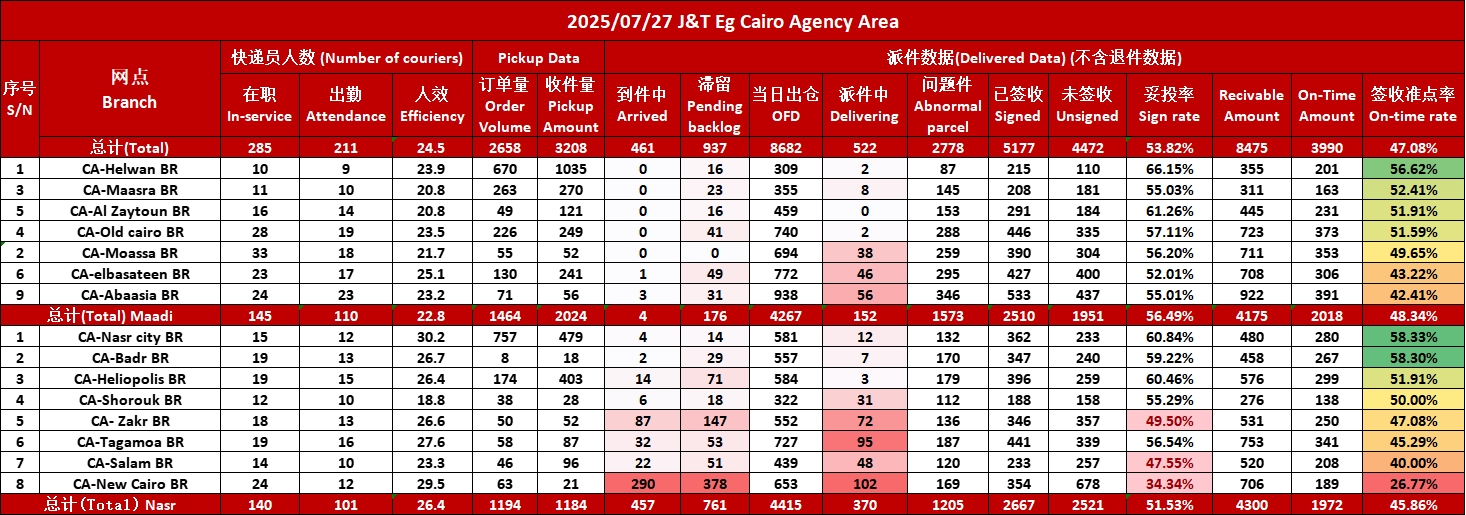 2025/07/27 J&T Eg Cairo Agency Area
序号 S/N 网点 Branch 快递员人数 (Number of couriers) Pickup Data 派件数据(Delivered Data) (不含退件数据)
在职 In-service 出勤 Attendance 人效 Efficiency 订单量 Order Volume 收件量 Pickup Amount 到件中 Arrived 滞留 Pending backlog 当日出仓 OFD 派件中 Delivering 问题件 Abnormal parcel 已签收 Signed 未签收 Unsigned 妥投率 Sign rate Recivable Amount On-Time Amount 签收准点率 On-time rate
总计(Total) 285 211 24.5 2658 3208 461 937 8682 522 2778 5177 4472 53.82% 8475 3990 47.08%
1 CA-Helwan BR 10 9 23.9 670 1035 0 16 309 2 87 215 110 66.15% 355 201 56.62%
3 CA-Maasra BR 11 10 20.8 263 270 0 23 355 8 145 208 181 55.03% 311 163 52.41%
5 CA-Al Zaytoun BR 16 14 20.8 49 121 0 16 459 0 153 291 184 61.26% 445 231 51.91%
4 CA-Old cairo BR 28 19 23.5 226 249 0 41 740 2 288 446 335 57.11% 723 373 51.59%
2 CA-Moassa BR 33 18 21.7 55 52 0 0 694 38 259 390 304 56.20% 711 353 49.65%
6 CA-elbasateen BR 23 17 25.1 130 241 1 49 772 46 295 427 400 52.01% 708 306 43.22%
9 CA-Abaasia BR 24 23 23.2 71 56 3 31 938 56 346 533 437 55.01% 922 391 42.41%
总计(Total) Maadi 145 110 22.8 1464 2024 4 176 4267 152 1573 2510 1951 56.49% 4175 2018 48.34%
1 CA-Nasr city BR 15 12 30.2 757 479 4 14 581 12 132 362 233 60.84% 480 280 58.33%
2 CA-Badr BR 19 13 26.7 8 18 2 29 557 7 170 347 240 59.22% 458 267 58.30%
3 CA-Heliopolis BR 19 15 26.4 174 403 14 71 584 3 179 396 259 60.46% 576 299 51.91%
4 CA-Shorouk BR 12 10 18.8 38 28 6 18 322 31 112 188 158 55.29% 276 138 50.00%
5 CA- Zakr BR 18 13 26.6 50 52 87 147 552 72 136 346 357 49.50% 531 250 47.08%
6 CA-Tagamoa BR 19 16 27.6 58 87 32 53 727 95 187 441 339 56.54% 753 341 45.29%
7 CA-Salam BR 14 10 23.3 46 96 22 51 439 48 120 233 257 47.55% 520 208 40.00%
8 CA-New Cairo BR 24 12 29.5 63 21 290 378 653 102 169 354 678 34.34% 706 189 26.77%
总计(Total) Nasr 140 101 26.4 1194 1184 457 761 4415 370 1205 2667 2521 51.53% 4300 1972 45.86%